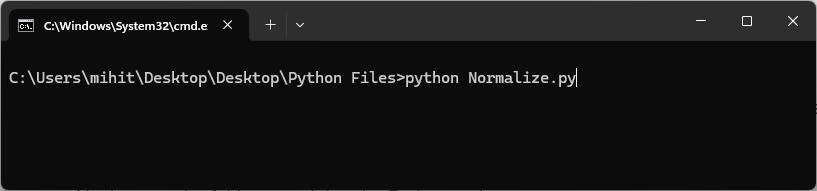 C:\Windows\System32\cmd.e
C:\Users\mihit\Desktop\Desktop\Python Files>python Normalize.py